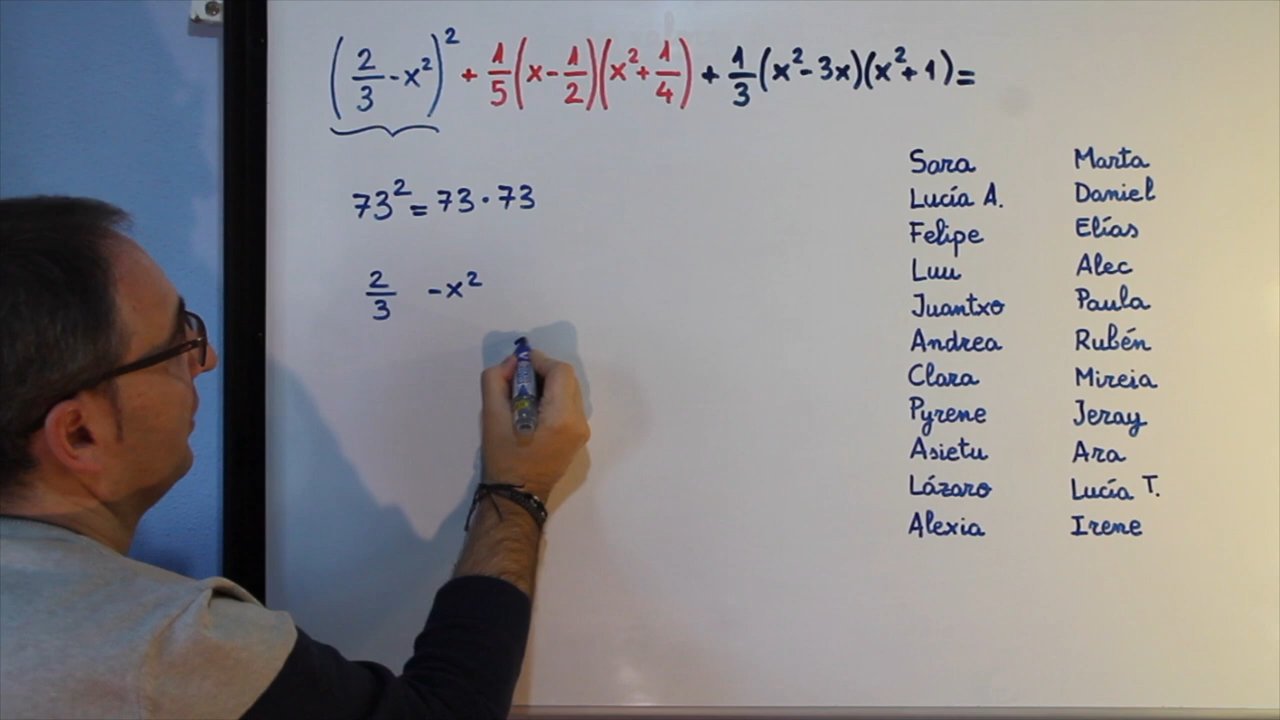 (2/3 - x²)² + 1/5(x - 1/2)(x² + 1/4) + 1/3(x² - 3x)(x² + 1) =
73² = 73 · 73
2/3 - x²
Sara Marta
Lucía A. Daniel
Felipe Elías
Luu Alec
Juantxo Paula
Andrea Rubén
Clara Mireia
Pyrene Jeray
Asietu Ara
Lázaro Lucía T.
Alexia Irene